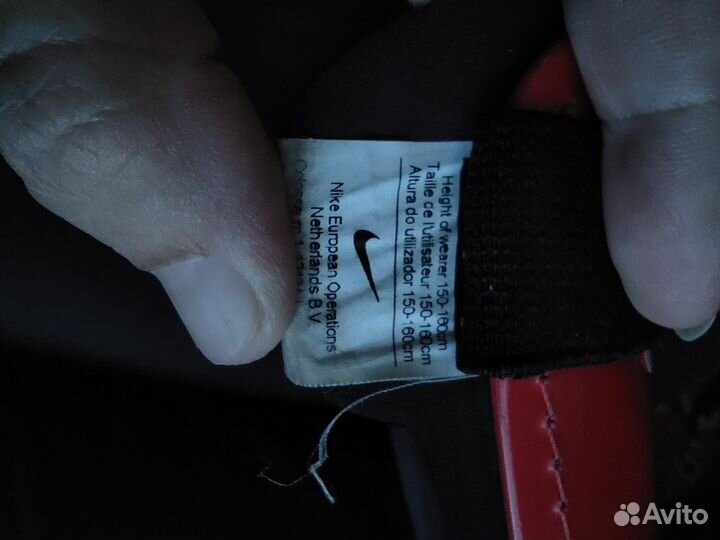 Height of wearer 150-160cm
Taille de l'utilisateur 150-160cm
Altura do utilizador 150-160cm
Nike European Operations
Netherlands B.V
Avito